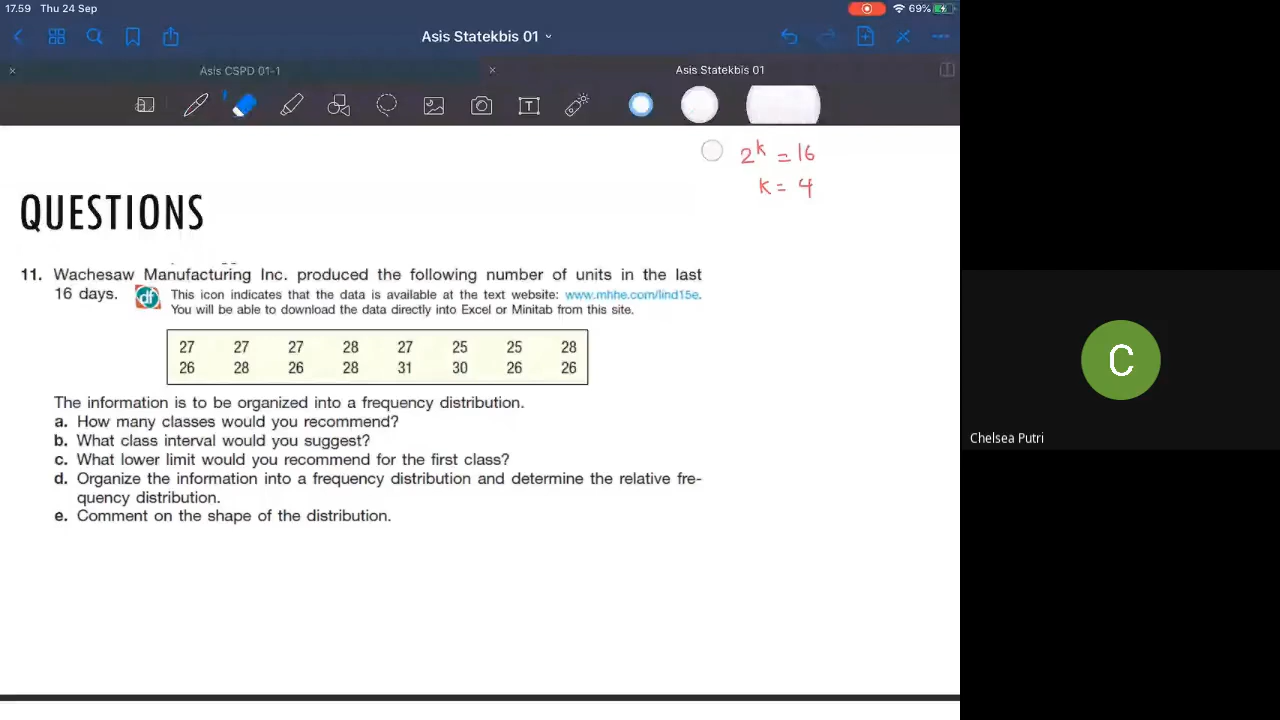 17.59 Thu 24 Sep
69%
Asis Statekbis 01
Asis CSPD 01-1
Asis Statekbis 01
T
2^k = 16
k = 4
QUESTIONS
11. Wachesaw Manufacturing Inc. produced the following number of units in the last
16 days. df This icon indicates that the data is available at the text website: www.mhhe.com/lind15e.
You will be able to download the data directly into Excel or Minitab from this site.
27 27 27 28 27 25 25 28
26 28 26 28 31 30 26 26
The information is to be organized into a frequency distribution.
a. How many classes would you recommend?
b. What class interval would you suggest?
c. What lower limit would you recommend for the first class?
d. Organize the information into a frequency distribution and determine the relative fre-
quency distribution.
e. Comment on the shape of the distribution.
C
Chelsea Putri